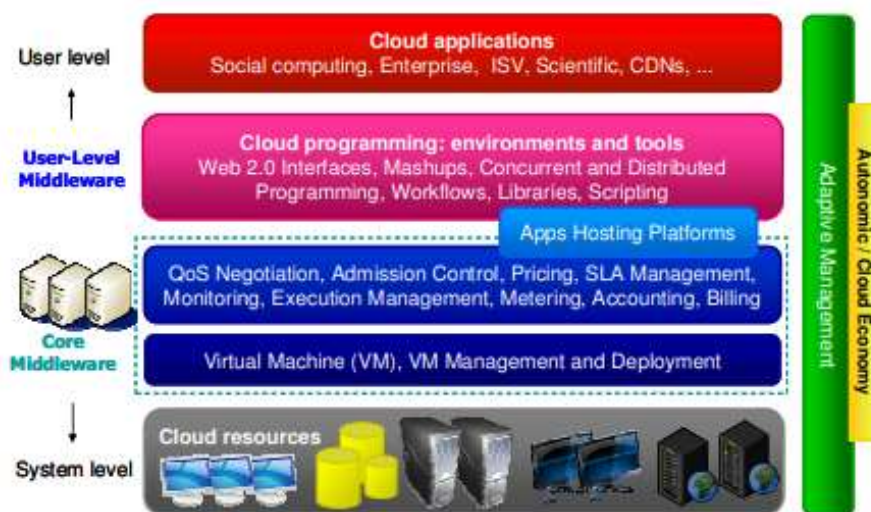 User level
Cloud applications
Social computing, Enterprise, ISV, Scientific, CDNs, ...
User-Level
Middleware
Cloud programming: environments and tools
Web 2.0 Interfaces, Mashups, Concurrent and Distributed
Programming, Workflows, Libraries, Scripting
Apps Hosting Platforms
QoS Negotiation, Admission Control, Pricing, SLA Management,
Monitoring, Execution Management, Metering, Accounting, Billing
Core
Middleware
Virtual Machine (VM), VM Management and Deployment
System level
Cloud resources
Adaptive Management
Autonomic / Cloud Economy